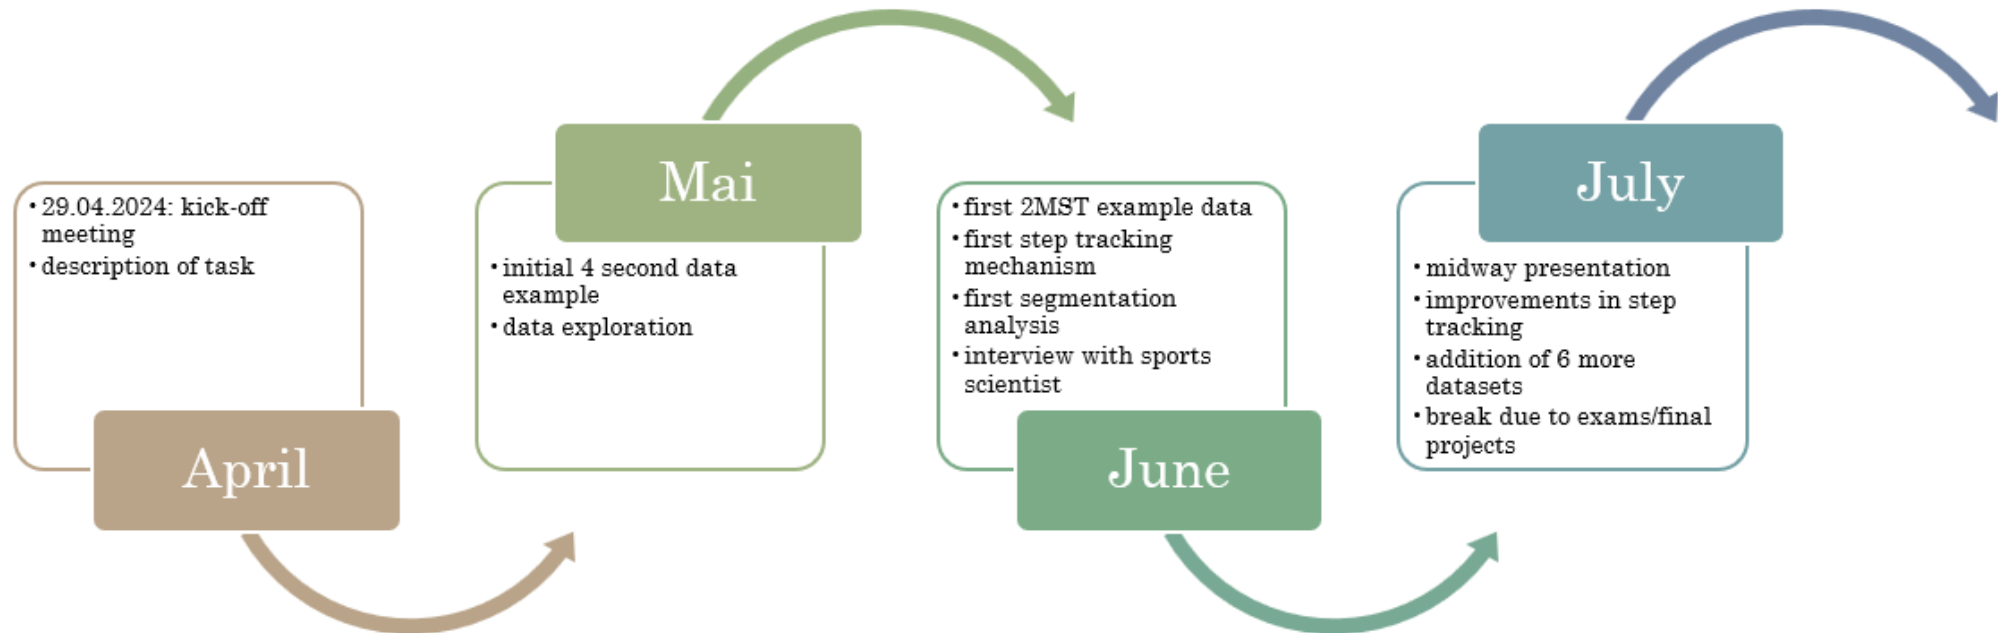 • 29.04.2024: kick-off
meeting
• description of task
April
Mai
• initial 4 second data
example
• data exploration
• first 2MST example data
• first step tracking
mechanism
• first segmentation
analysis
• interview with sports
scientist
June
July
• midway presentation
• improvements in step
tracking
• addition of 6 more
datasets
• break due to exams/final
projects